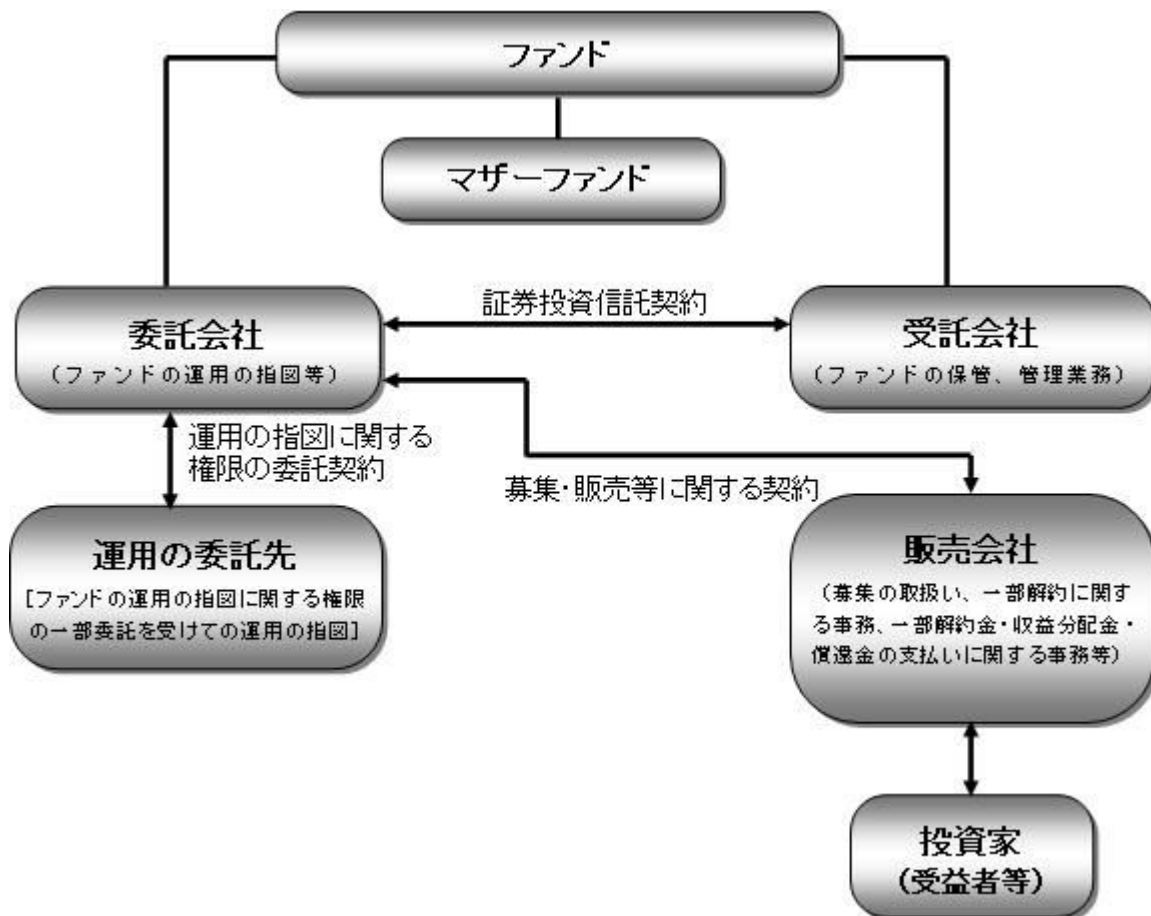 ファンド
マザーファンド
証券投資信託契約
委託会社
(ファンドの運用の指図等)
受託会社
(ファンドの保管、管理業務)
運用の指図に関する
権限の委託契約
募集・販売等に関する契約
運用の委託先
[ファンドの運用の指図に関する権限
の一部委託を受けての運用の指図]
販売会社
(募集の取扱い、一部解約に関す
る事務、一部解約金・収益分配金・
償還金の支払いに関する事務等)
投資家
(受益者等)